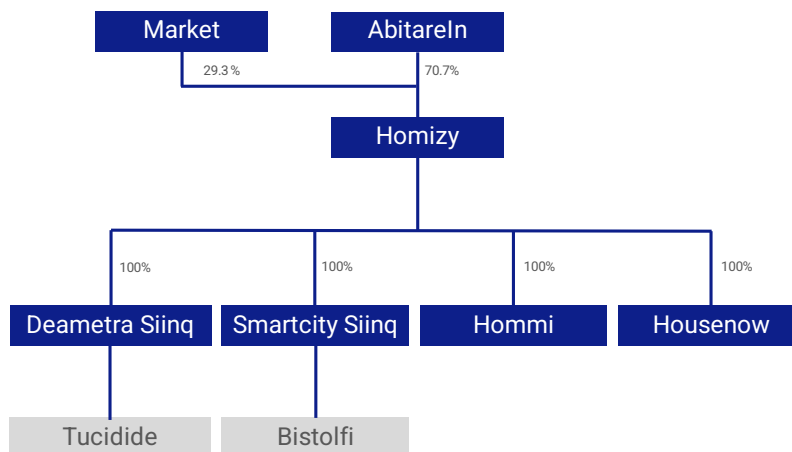 Market
AbitareIn
29.3%
70.7%
Homizy
100%
100%
100%
100%
Deametra Siinq
Smartcity Siinq
Hommi
Housenow
Tucidide
Bistolfi